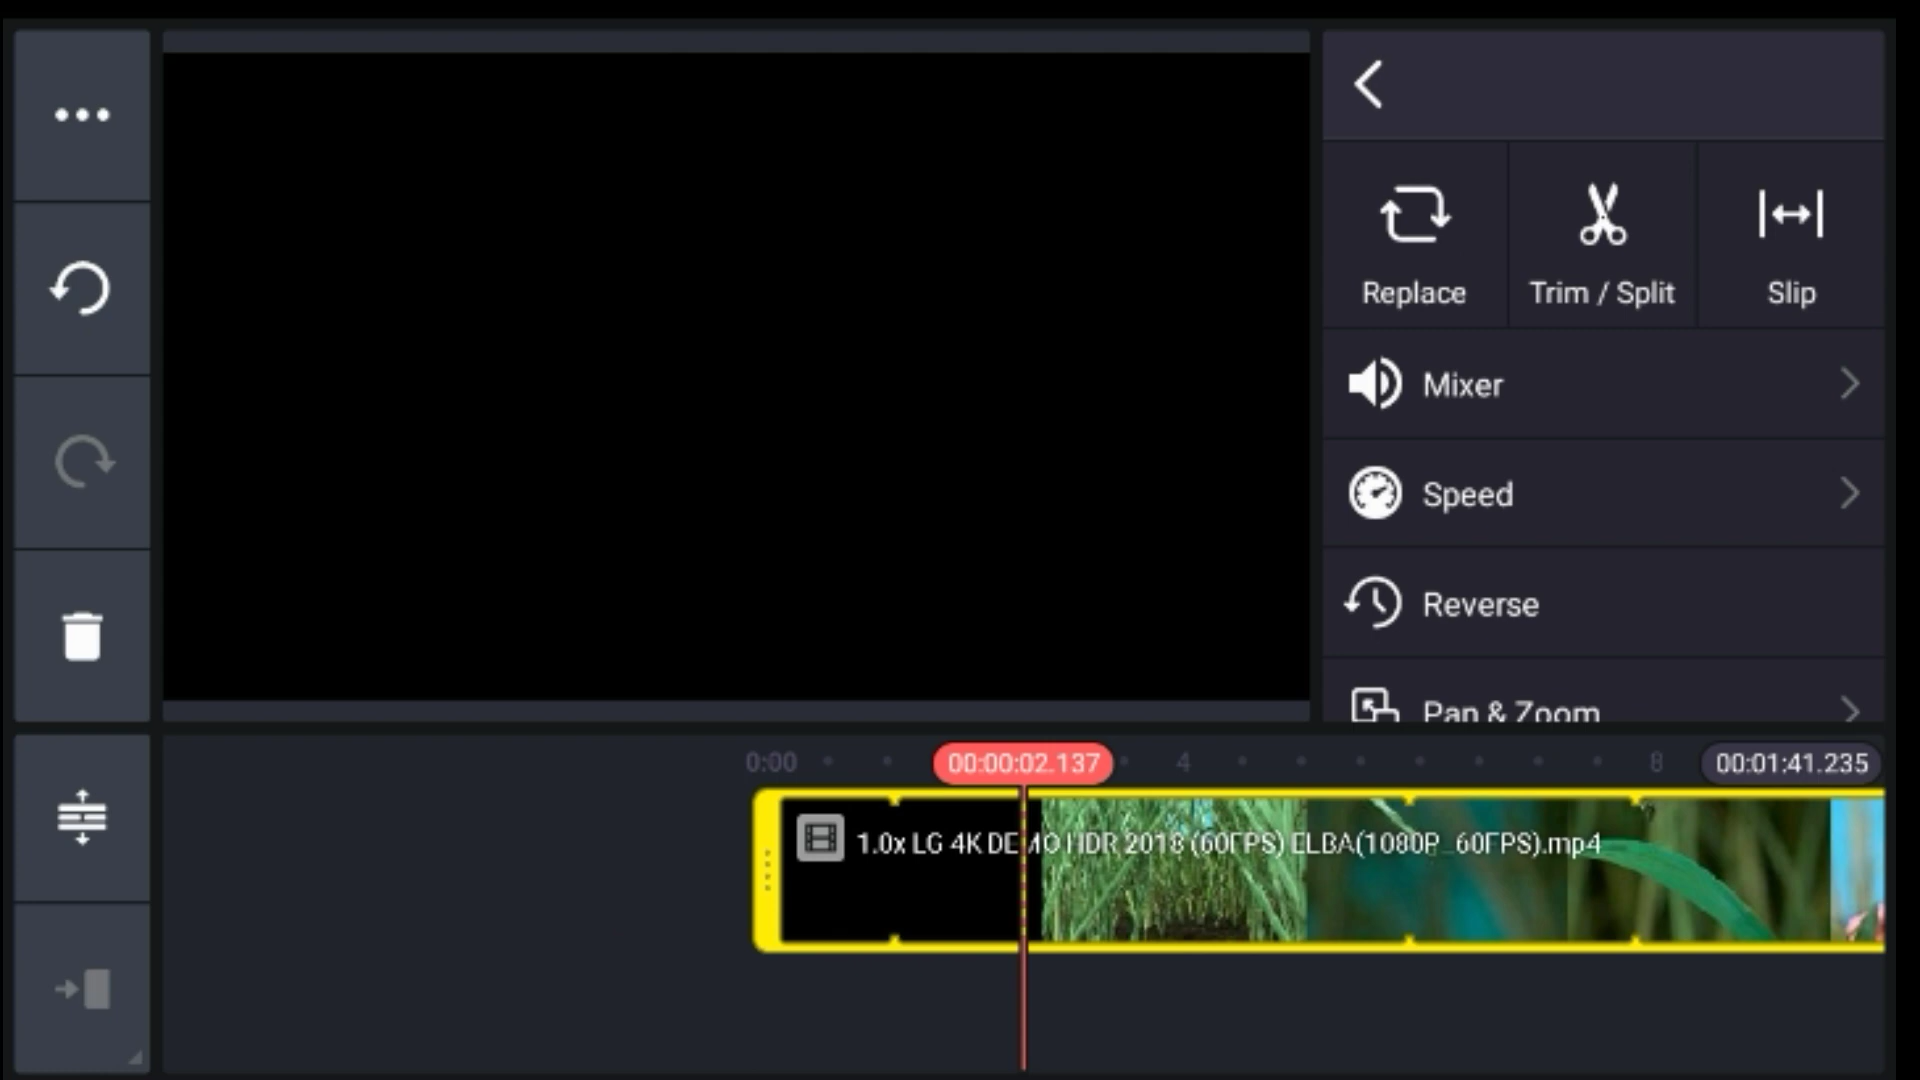 Replace
Trim / Split
Slip
Mixer
Speed
Reverse
Pan & Zoom
0:00
00:00:02.137
4
8
00:01:41.235
1.0x LG 4K DEMO HDR 2018 (60FPS) ELBA(1080P_60FPS).mp4